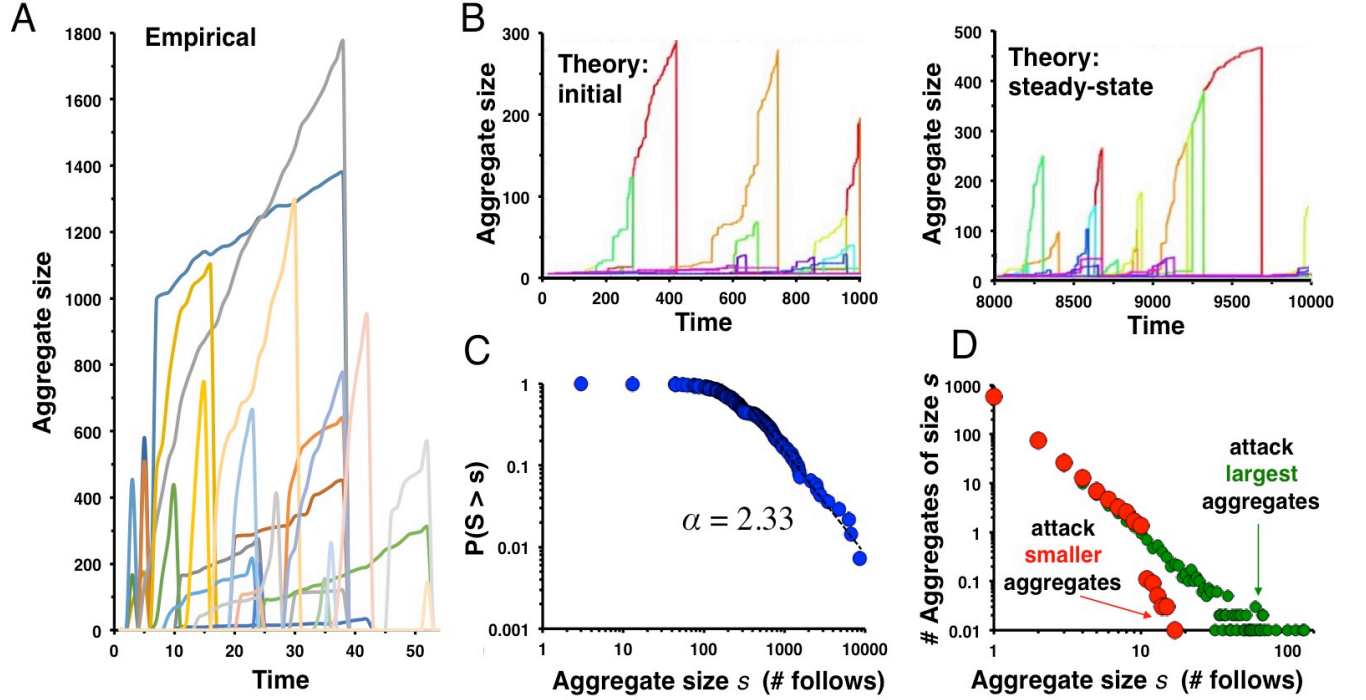 A
Empirical
Aggregate size
1800
1600
1400
1200
1000
800
600
400
200
0
0
10
20
30
40
50
Time
B
Theory:
initial
Aggregate size
300
200
100
0
0
200
400
600
800
1000
Time
Theory:
steady-state
Aggregate size
500
400
300
200
100
0
8000
8500
9000
9500
10000
Time
C
P(S > s)
1
0.1
0.01
0.001
α = 2.33
1
10
100
1000
10000
Aggregate size s (# follows)
D
# Aggregates of size s
1000
100
10
1
0.1
0.01
attack
largest
aggregates
attack
smaller
aggregates
1
10
100
Aggregate size s (# follows)